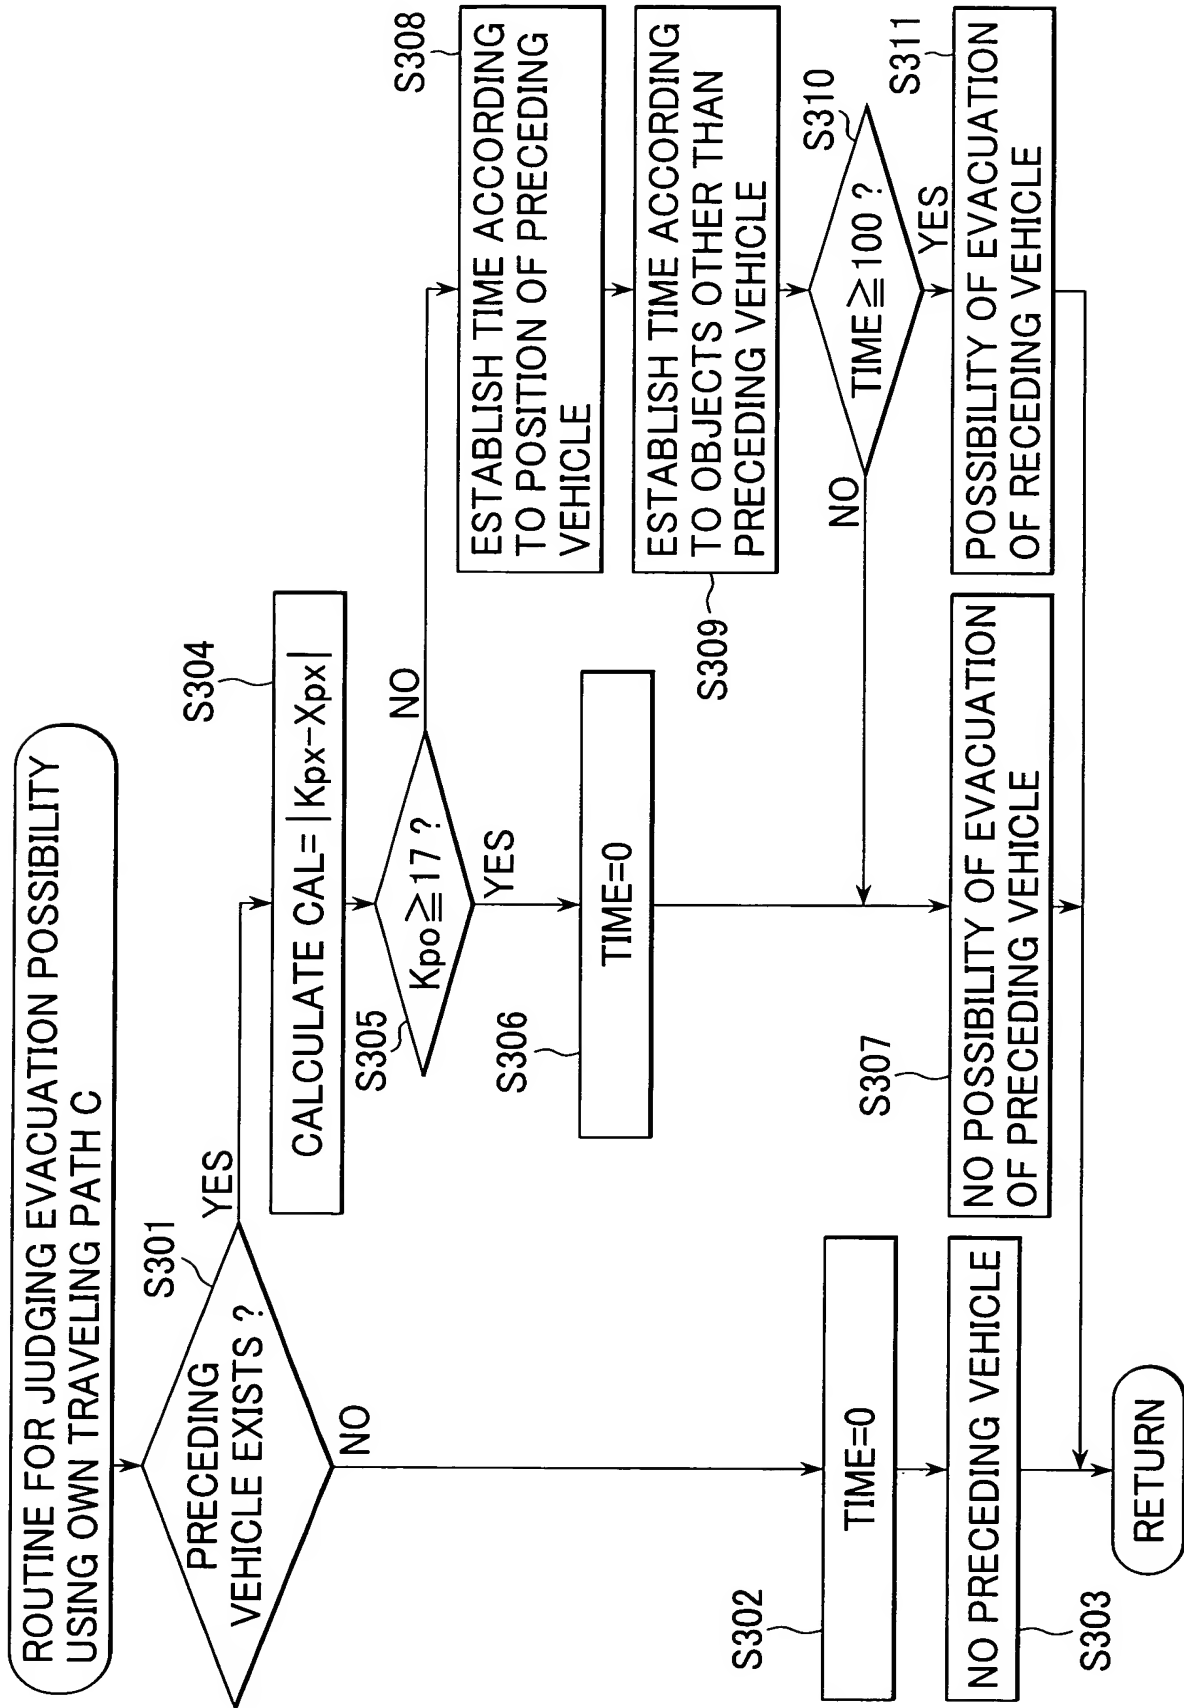 ROUTINE FOR JUDGING EVACUATION POSSIBILITY
USING OWN TRAVELING PATH C
S301
PRECEDING
VEHICLE EXISTS ?
YES
NO
S302
TIME=0
S303
NO PRECEDING VEHICLE
S304
CALCULATE CAL=|Kpx-Xpx|
S305
Kpo≧17 ?
NO
YES
S306
TIME=0
S307
NO POSSIBILITY OF EVACUATION
OF PRECEDING VEHICLE
S308
ESTABLISH TIME ACCORDING
TO POSITION OF PRECEDING
VEHICLE
S309
ESTABLISH TIME ACCORDING
TO OBJECTS OTHER THAN
PRECEDING VEHICLE
S310
TIME≧100 ?
NO
YES
S311
POSSIBILITY OF EVACUATION
OF RECEDING VEHICLE
RETURN